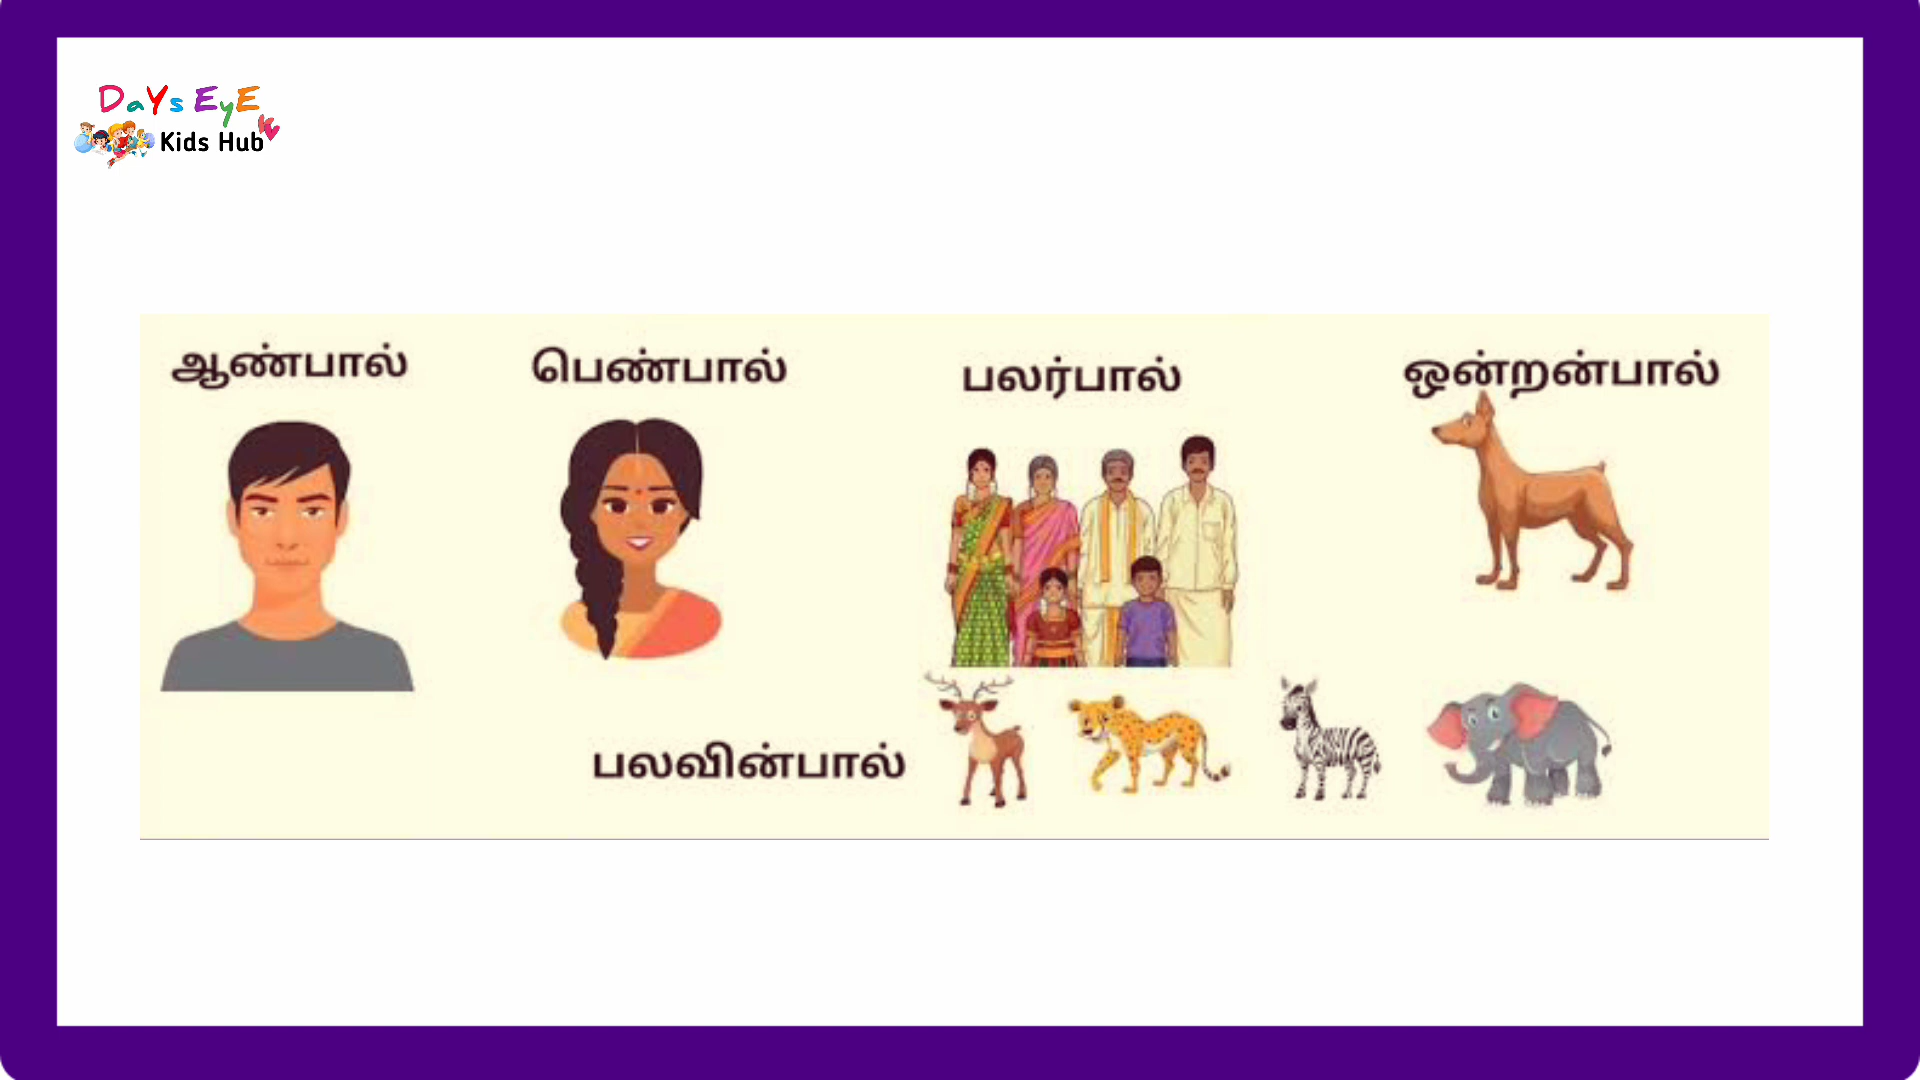 DaYs EyE
Kids Hub
ஆண்பால்
பெண்பால்
பலர்பால்
ஒன்றன்பால்
பலவின்பால்